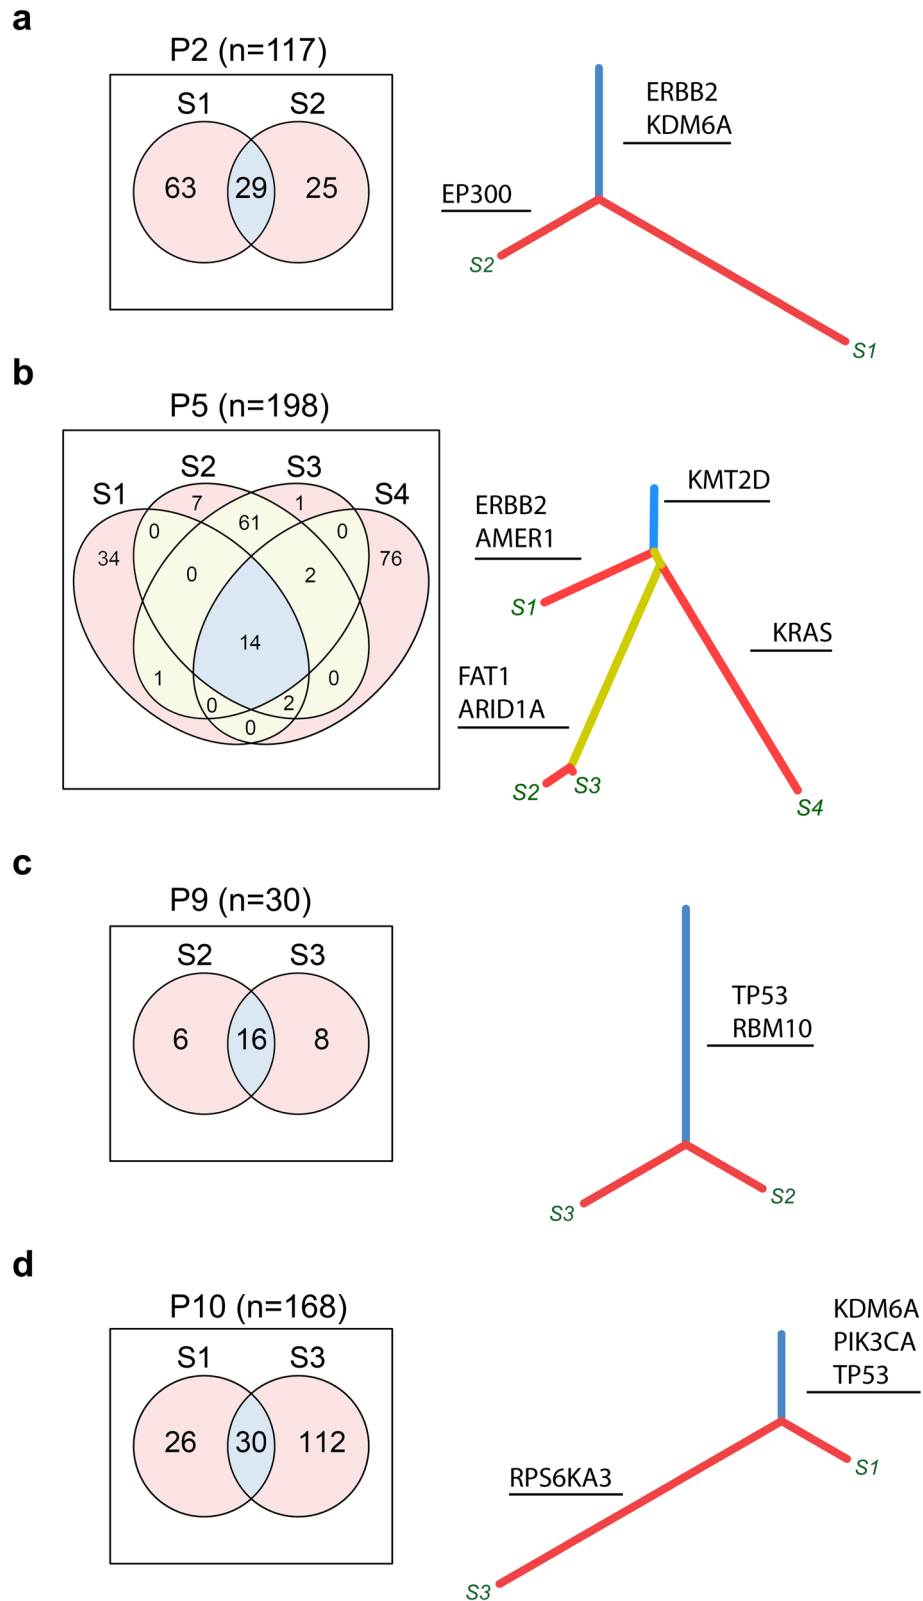 a
P2 (n=117)
S1 S2
63 29 25
ERBB2
KDM6A
EP300
S2
S1
b
P5 (n=198)
S1 S2 S3 S4
7 1
0 61 0
34 76
0 2
14
1 0
0 2
0
KMT2D
ERBB2
AMER1
S1
KRAS
FAT1
ARID1A
S2 S3
S4
c
P9 (n=30)
S2 S3
6 16 8
TP53
RBM10
S3
S2
d
P10 (n=168)
S1 S3
26 30 112
KDM6A
PIK3CA
TP53
S1
RPS6KA3
S3